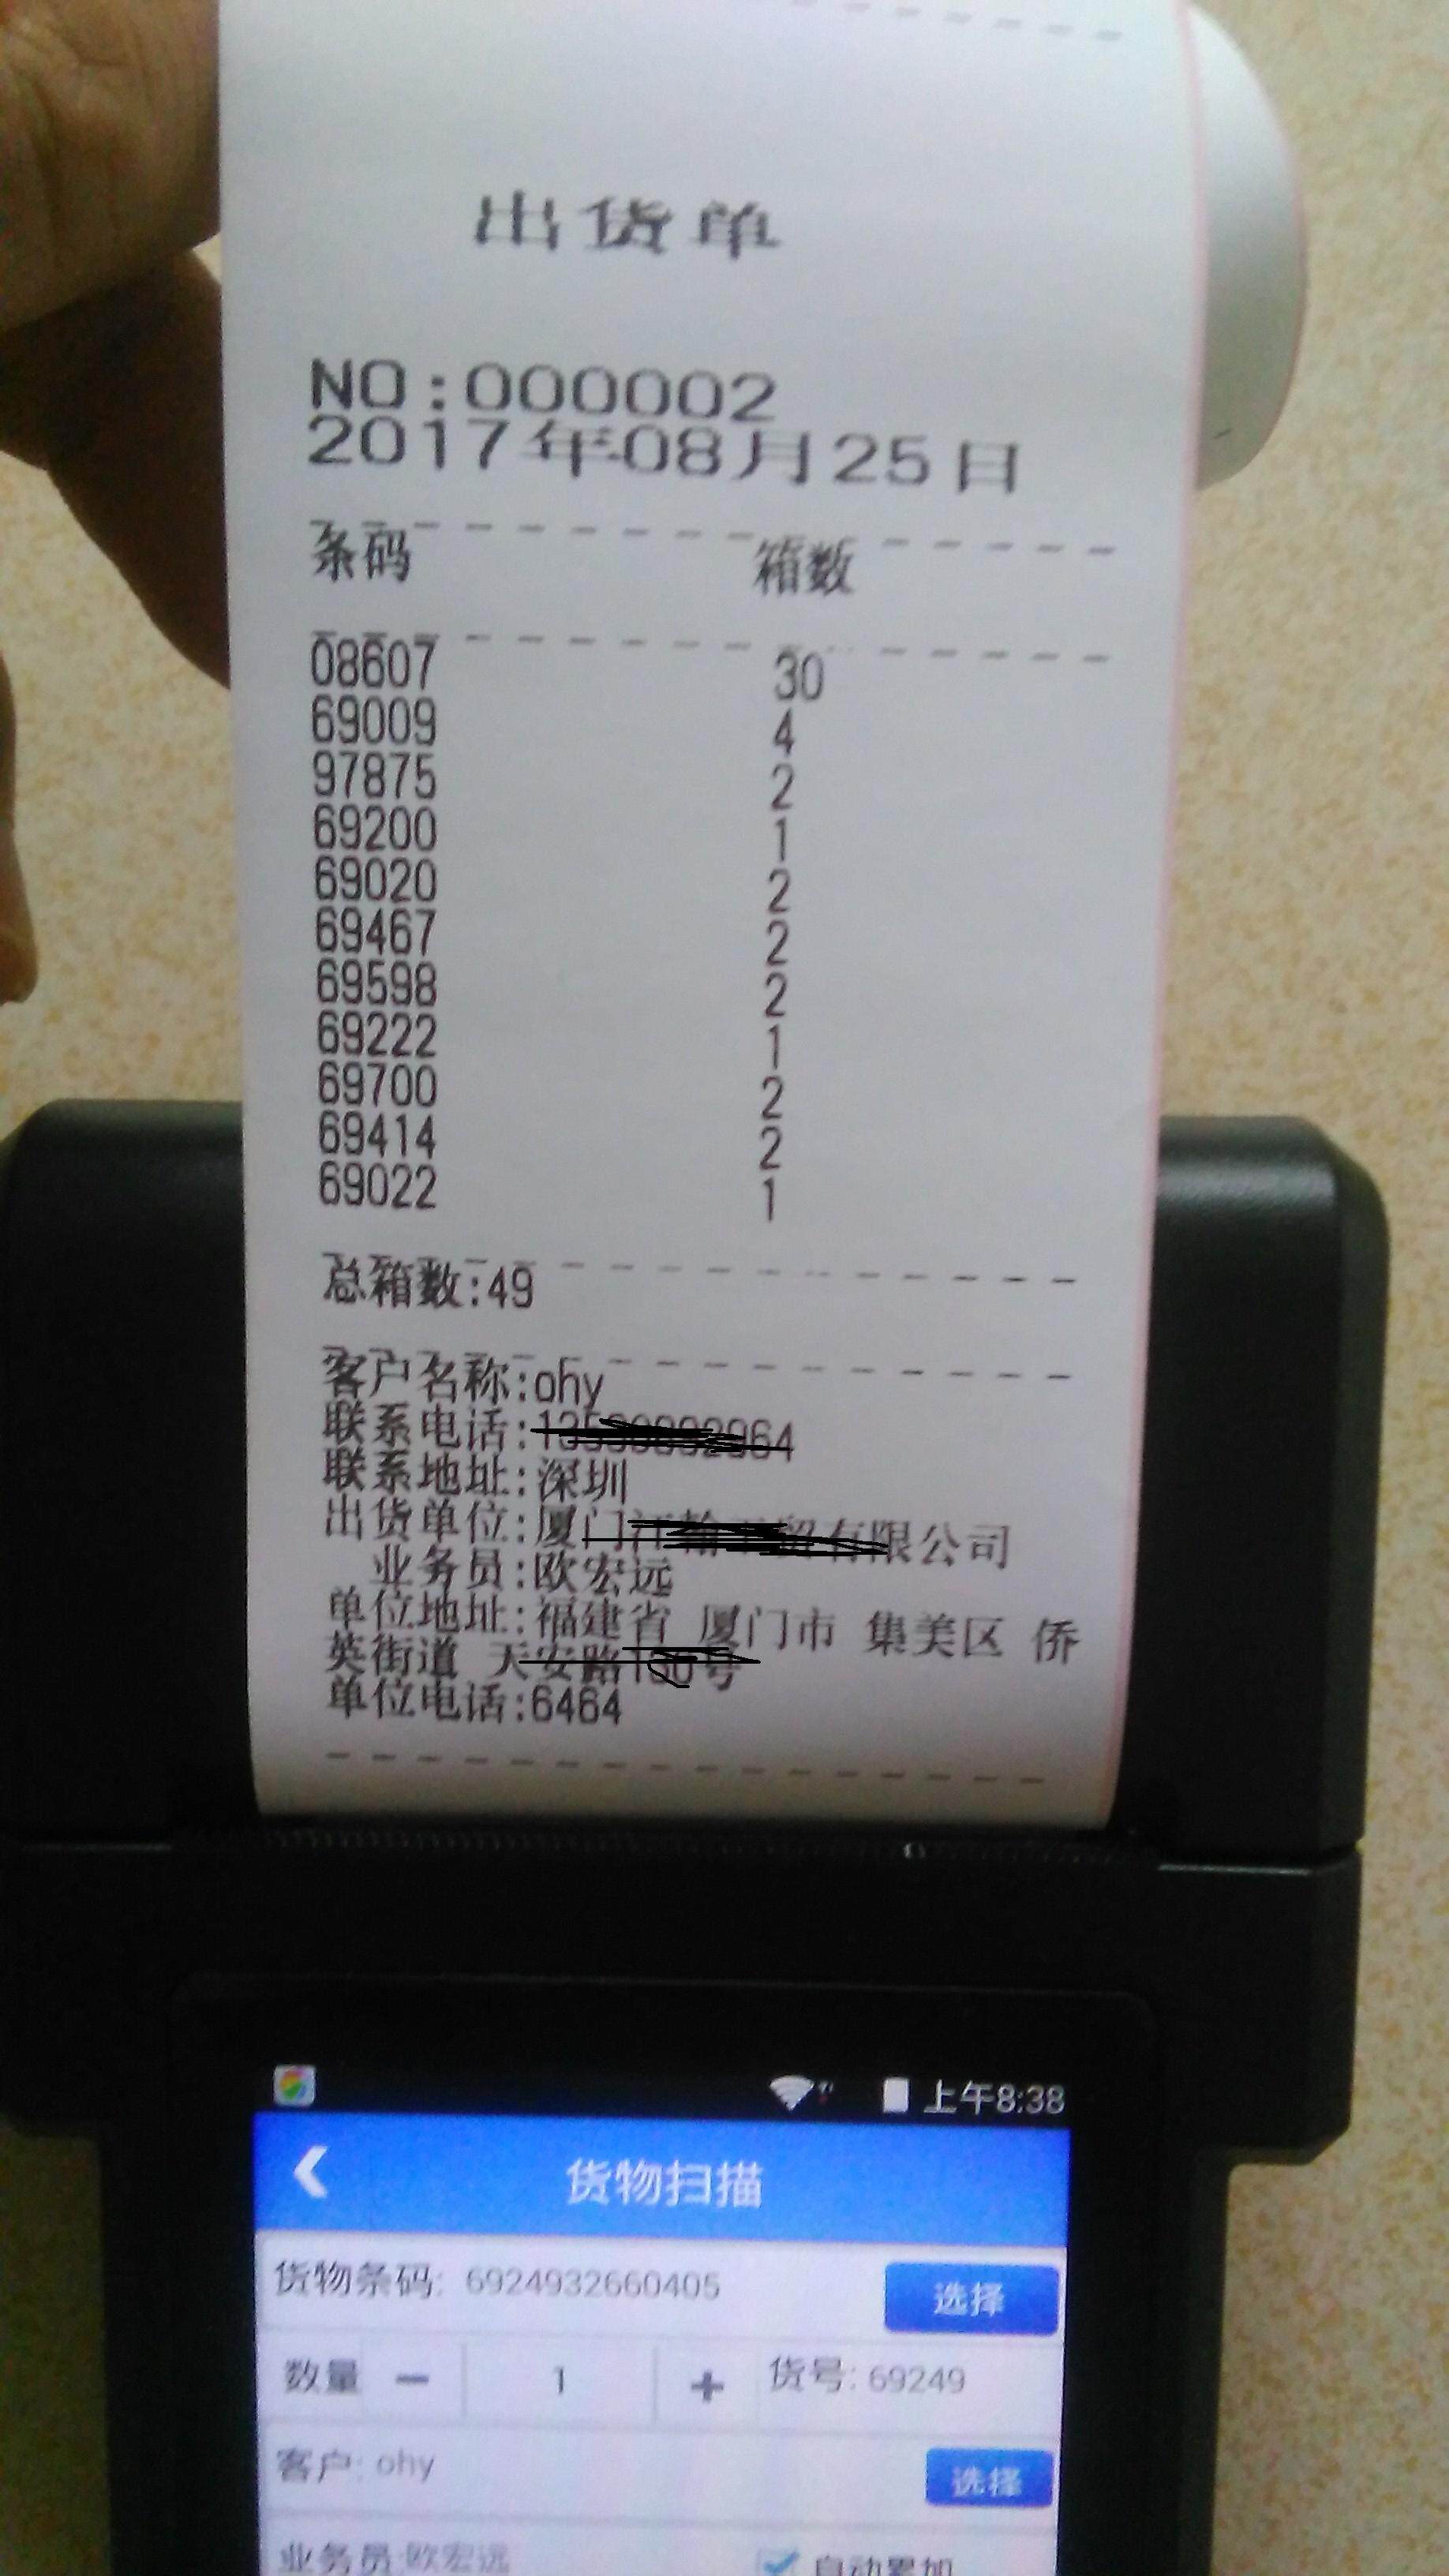 出货单
NO:000002
2017年08月25日
条码 箱数
08607 30
69009 4
97875 2
69200 1
69020 2
69467 2
69598 2
69222 1
69700 2
69414 2
69022 1
总箱数:49
客户名称:ohy
联系电话:
联系地址:深圳
出货单位:厦门 有限公司
业务员:欧宏远
单位地址:福建省 厦门市 集美区 侨
英街道
单位电话:6464
上午8:38
货物扫描
货物条码: 6924932660405 选择
数量 － 1 + 货号: 69249
客户: ohy 选择
业务员:欧宏远 自动累加